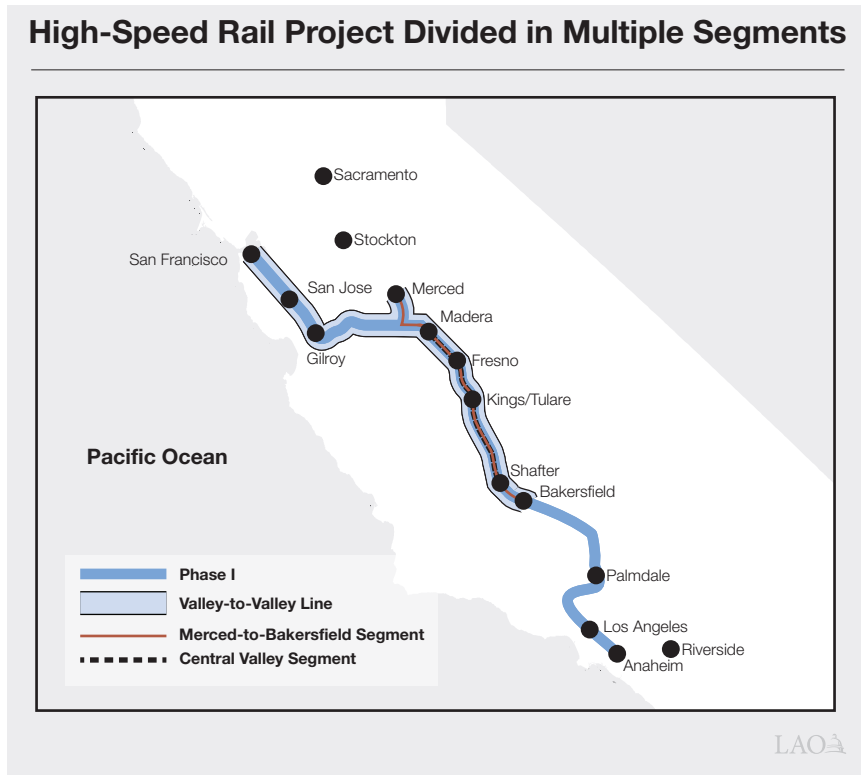 High-Speed Rail Project Divided in Multiple Segments
Sacramento
Stockton
San Francisco
San Jose
Merced
Madera
Gilroy
Fresno
Kings/Tulare
Pacific Ocean
Shafter
Bakersfield
Phase I
Palmdale
Valley-to-Valley Line
Los Angeles
Merced-to-Bakersfield Segment
Riverside
Central Valley Segment
Anaheim
LAO